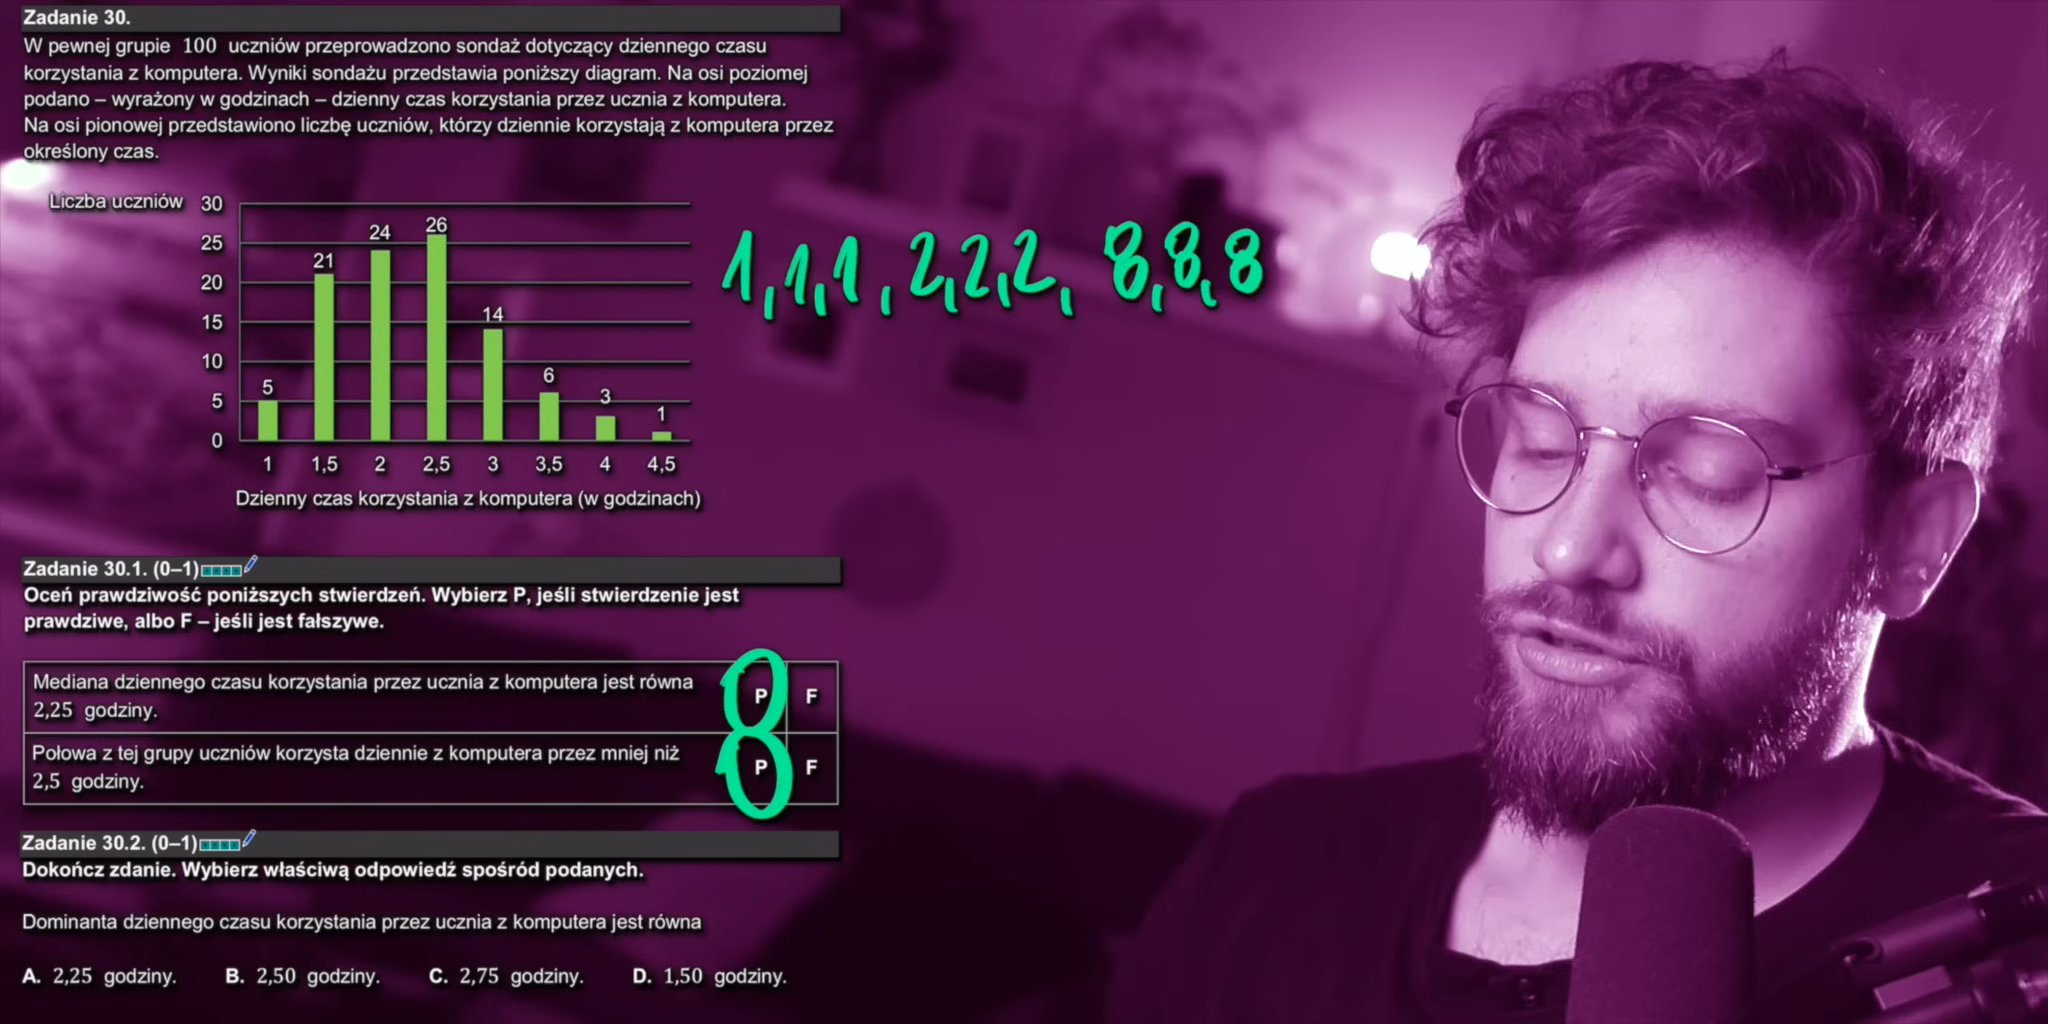 Zadanie 30.
W pewnej grupie 100 uczniów przeprowadzono sondaż dotyczący dziennego czasu
korzystania z komputera. Wyniki sondażu przedstawia poniższy diagram. Na osi poziomej
podano – wyrażony w godzinach – dzienny czas korzystania przez ucznia z komputera.
Na osi pionowej przedstawiono liczbę uczniów, którzy dziennie korzystają z komputera przez
określony czas.
Liczba uczniów
30
25
20
15
10
5
0
5
21
24
26
14
6
3
1
1 1,5 2 2,5 3 3,5 4 4,5
Dzienny czas korzystania z komputera (w godzinach)
1, 1, 1, 2, 2, 2, 8, 8, 8
Zadanie 30.1. (0–1)
Oceń prawdziwość poniższych stwierdzeń. Wybierz P, jeśli stwierdzenie jest
prawdziwe, albo F – jeśli jest fałszywe.
Mediana dziennego czasu korzystania przez ucznia z komputera jest równa
2,25 godziny.
P F
Połowa z tej grupy uczniów korzysta dziennie z komputera przez mniej niż
2,5 godziny.
P F
Zadanie 30.2. (0–1)
Dokończ zdanie. Wybierz właściwą odpowiedź spośród podanych.
Dominanta dziennego czasu korzystania przez ucznia z komputera jest równa
A. 2,25 godziny. B. 2,50 godziny. C. 2,75 godziny. D. 1,50 godziny.